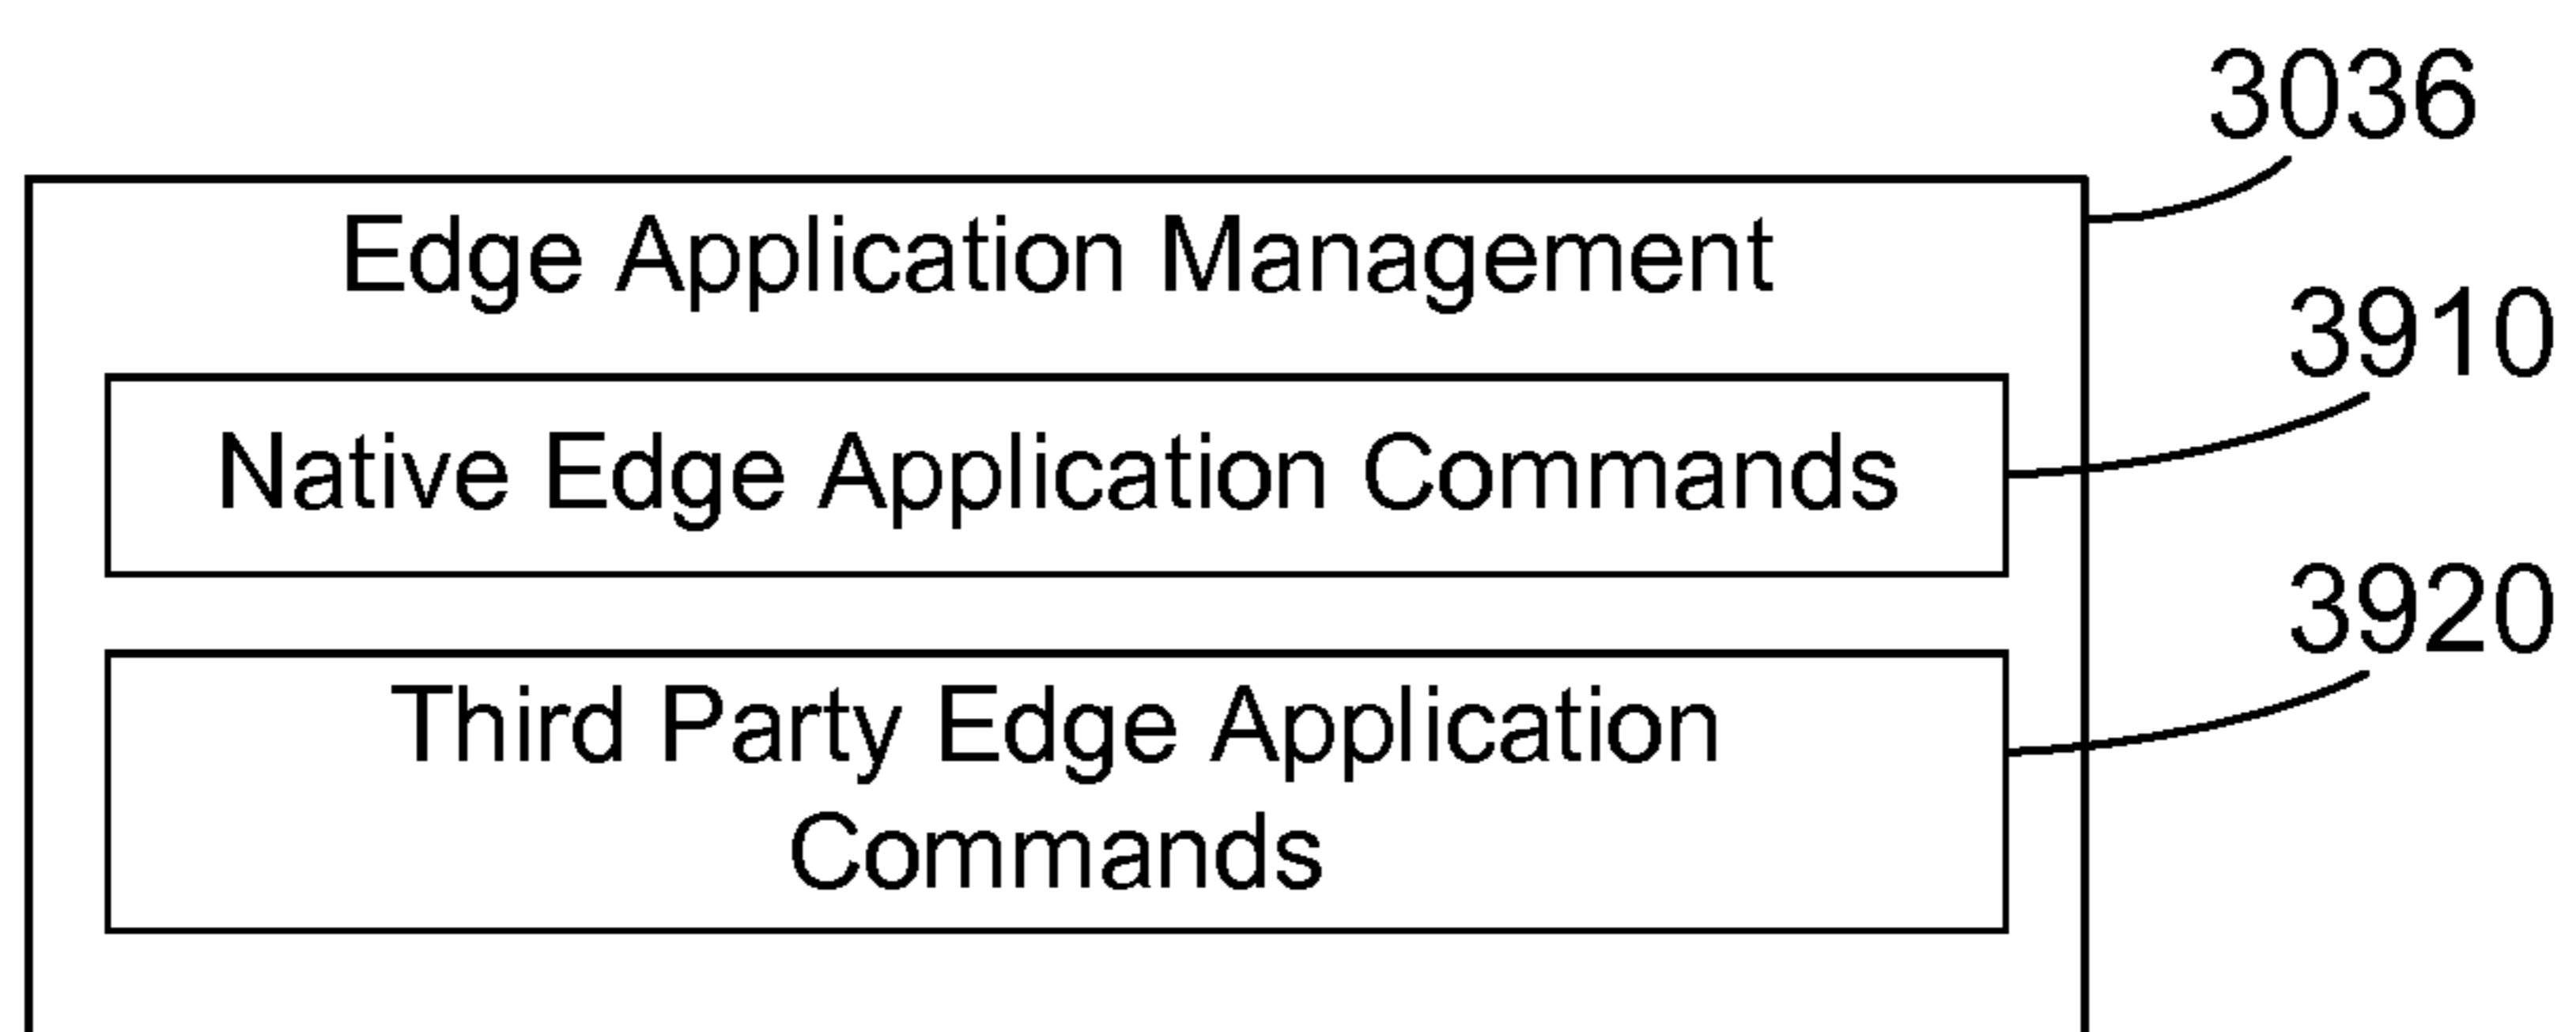 3036
Edge Application Management
3910
Native Edge Application Commands
3920
Third Party Edge Application
Commands